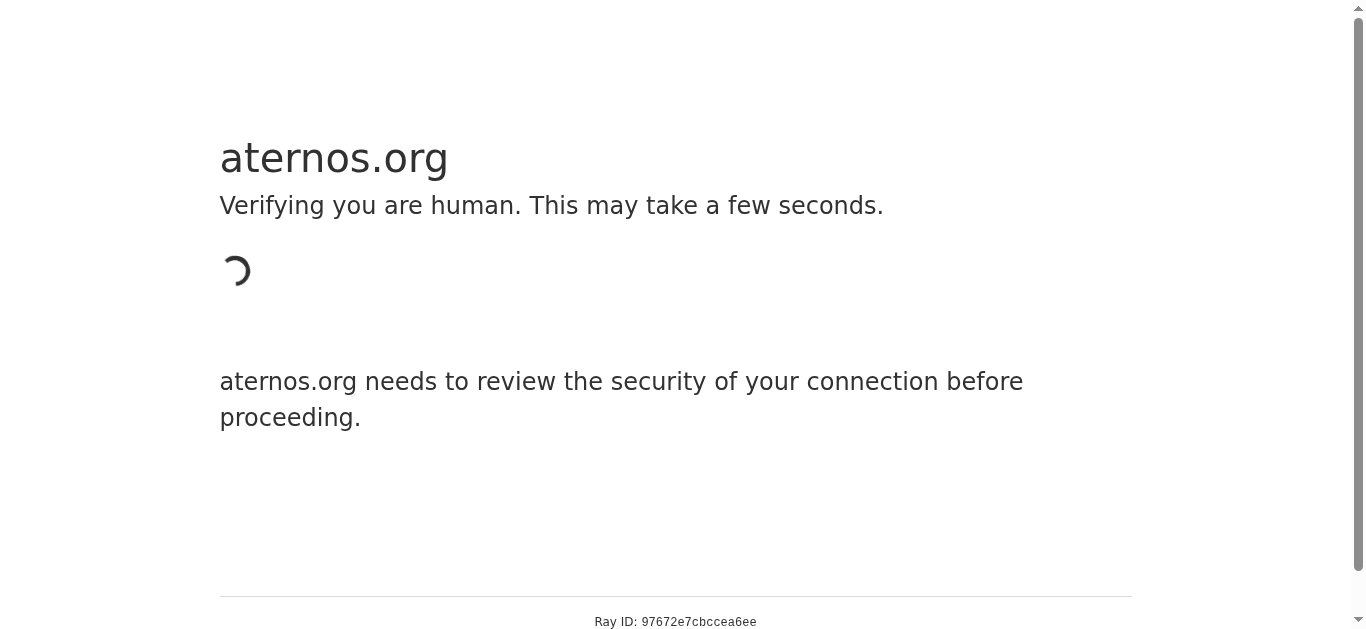 aternos.org
Verifying you are human. This may take a few seconds.
aternos.org needs to review the security of your connection before
proceeding.
Ray ID: 97672e7cbccea6ee